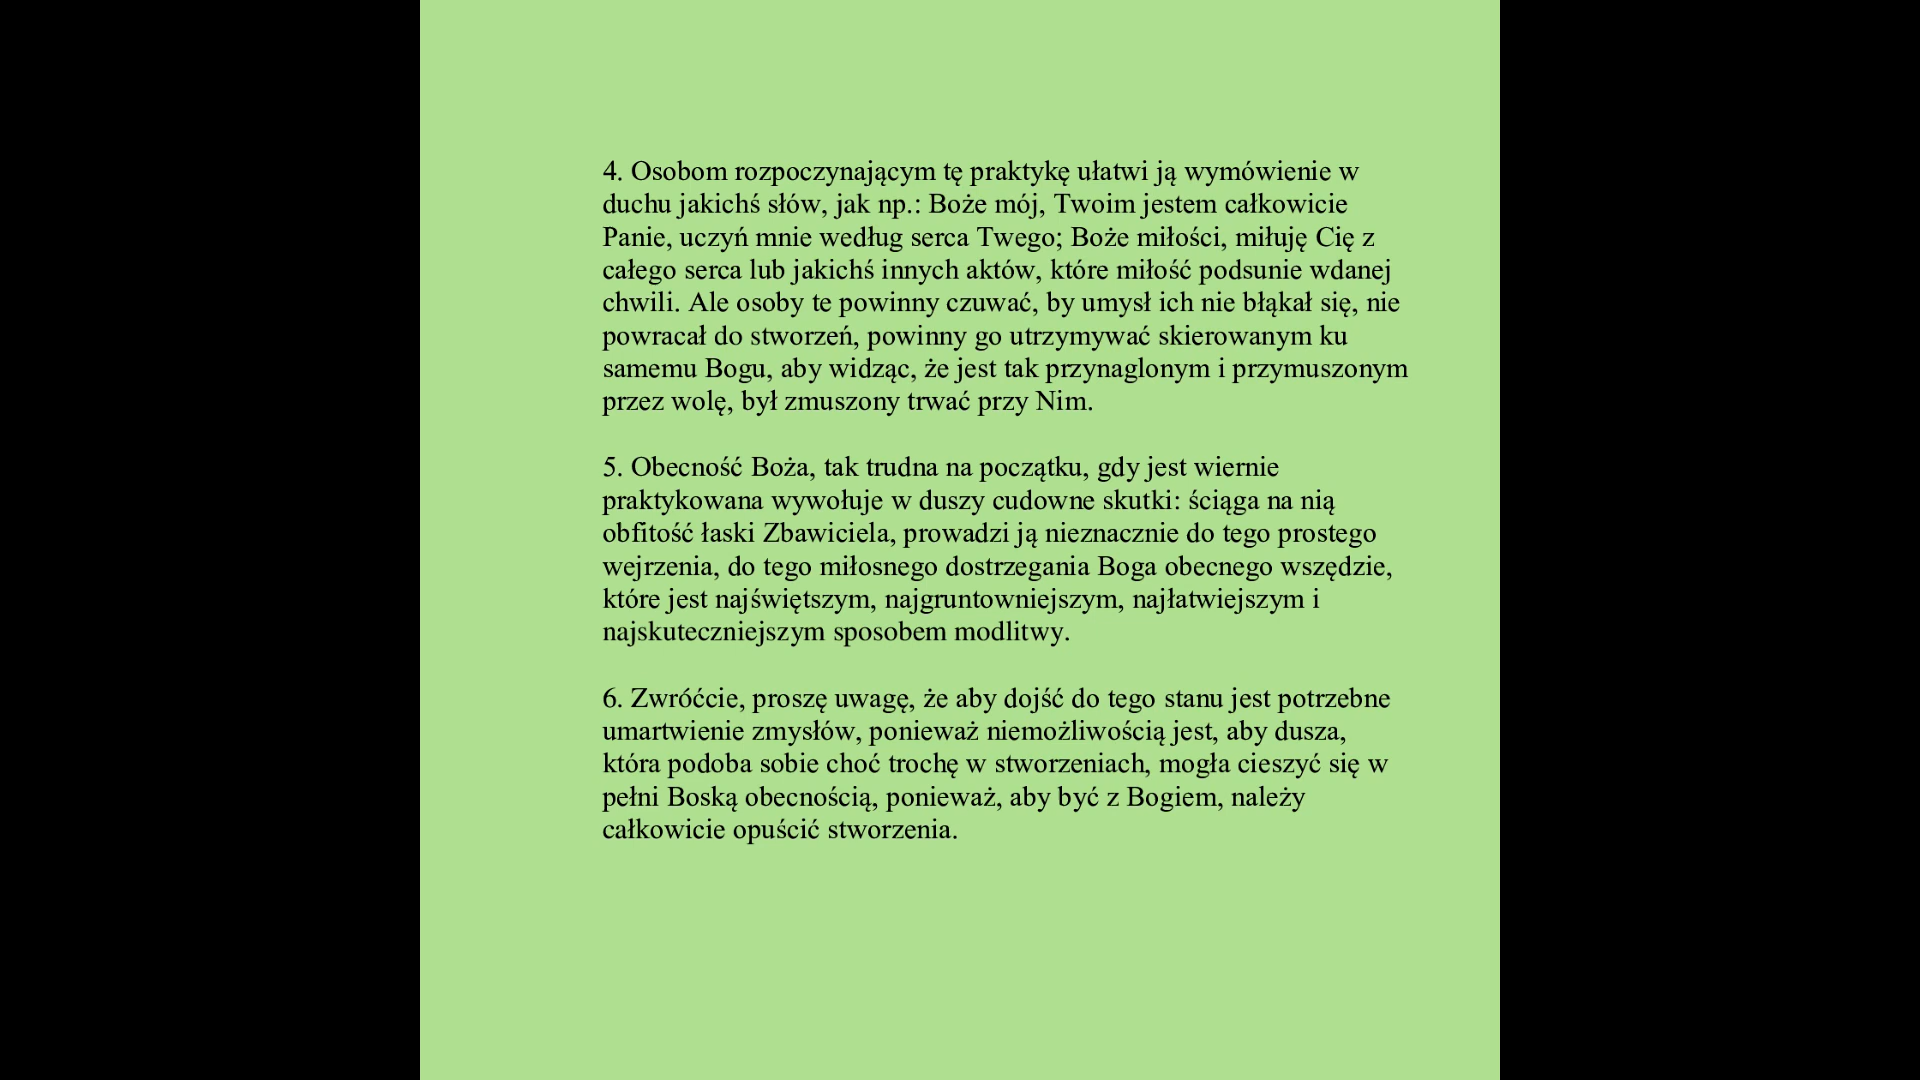 4. Osobom rozpoczynającym tę praktykę ułatwi ją wymówienie w
duchu jakichś słów, jak np.: Boże mój, Twoim jestem całkowicie
Panie, uczyń mnie według serca Twego; Boże miłości, miłuję Cię z
całego serca lub jakichś innych aktów, które miłość podsunie wdanej
chwili. Ale osoby te powinny czuwać, by umysł ich nie błąkał się, nie
powracał do stworzeń, powinny go utrzymywać skierowanym ku
samemu Bogu, aby widząc, że jest tak przynaglonym i przymuszonym
przez wolę, był zmuszony trwać przy Nim.
5. Obecność Boża, tak trudna na początku, gdy jest wiernie
praktykowana wywołuje w duszy cudowne skutki: ściąga na nią
obfitość łaski Zbawiciela, prowadzi ją nieznacznie do tego prostego
wejrzenia, do tego miłosnego dostrzegania Boga obecnego wszędzie,
które jest najświętszym, najgruntowniejszym, najłatwiejszym i
najskuteczniejszym sposobem modlitwy.
6. Zwróćcie, proszę uwagę, że aby dojść do tego stanu jest potrzebne
umartwienie zmysłów, ponieważ niemożliwością jest, aby dusza,
która podoba sobie choć trochę w stworzeniach, mogła cieszyć się w
pełni Boską obecnością, ponieważ, aby być z Bogiem, należy
całkowicie opuścić stworzenia.